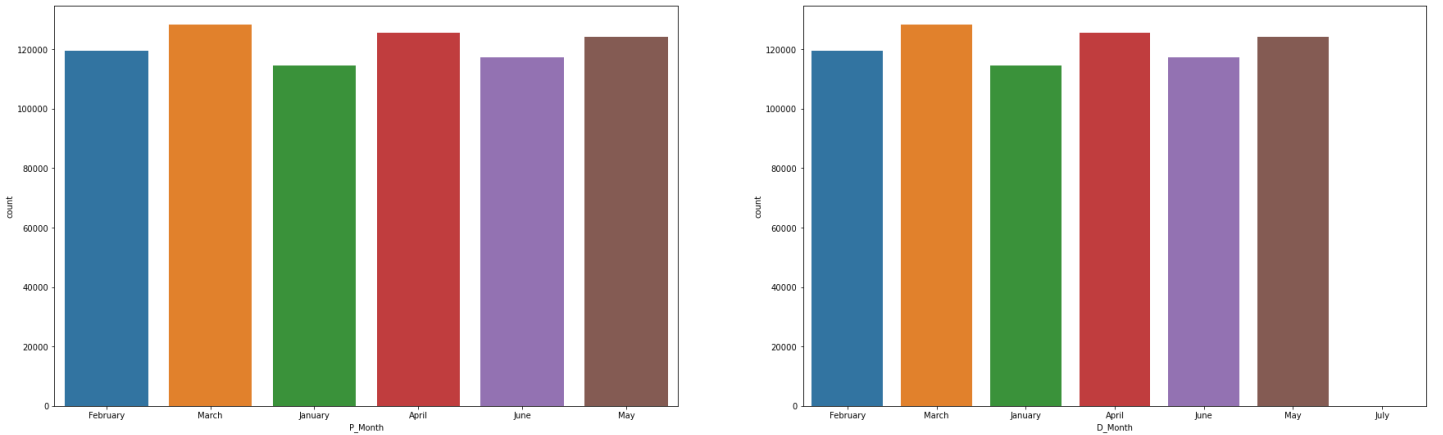 120000
100000
80000
60000
40000
20000
0
count
February March January April June May
P_Month
120000
100000
80000
60000
40000
20000
0
count
February March January April June May July
D_Month